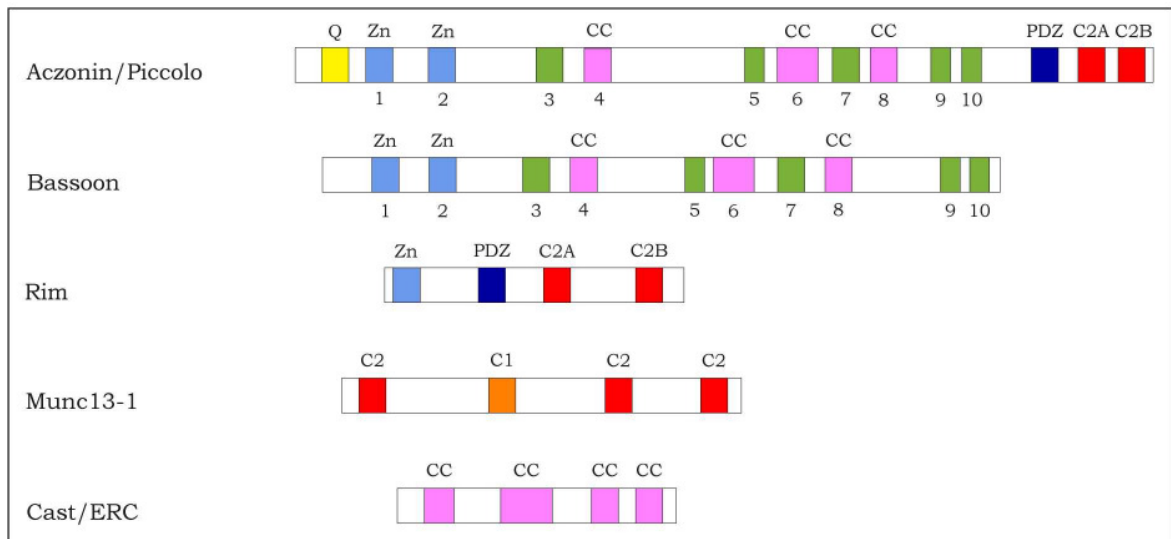 Q Zn Zn CC CC CC PDZ C2A C2B
Aczonin/Piccolo
1 2 3 4 5 6 7 8 9 10
Zn Zn CC CC CC
Bassoon
1 2 3 4 5 6 7 8 9 10
Zn PDZ C2A C2B
Rim
C2 C1 C2 C2
Munc13-1
CC CC CC CC
Cast/ERC